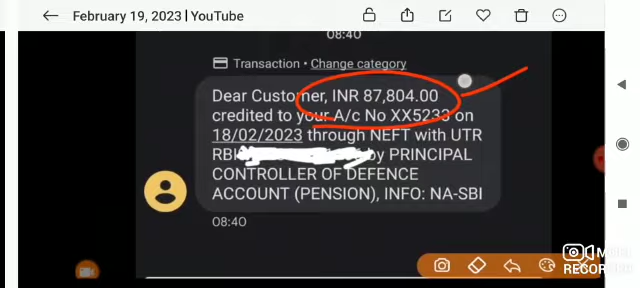 February 19, 2023 | YouTube
08:40
Transaction • Change category
Dear Customer, INR 87,804.00
credited to your A/c No XX5233 on
18/02/2023 through NEFT with UTR
RBI by PRINCIPAL
CONTROLLER OF DEFENCE
ACCOUNT (PENSION), INFO: NA-SBI
08:40
RECORDER